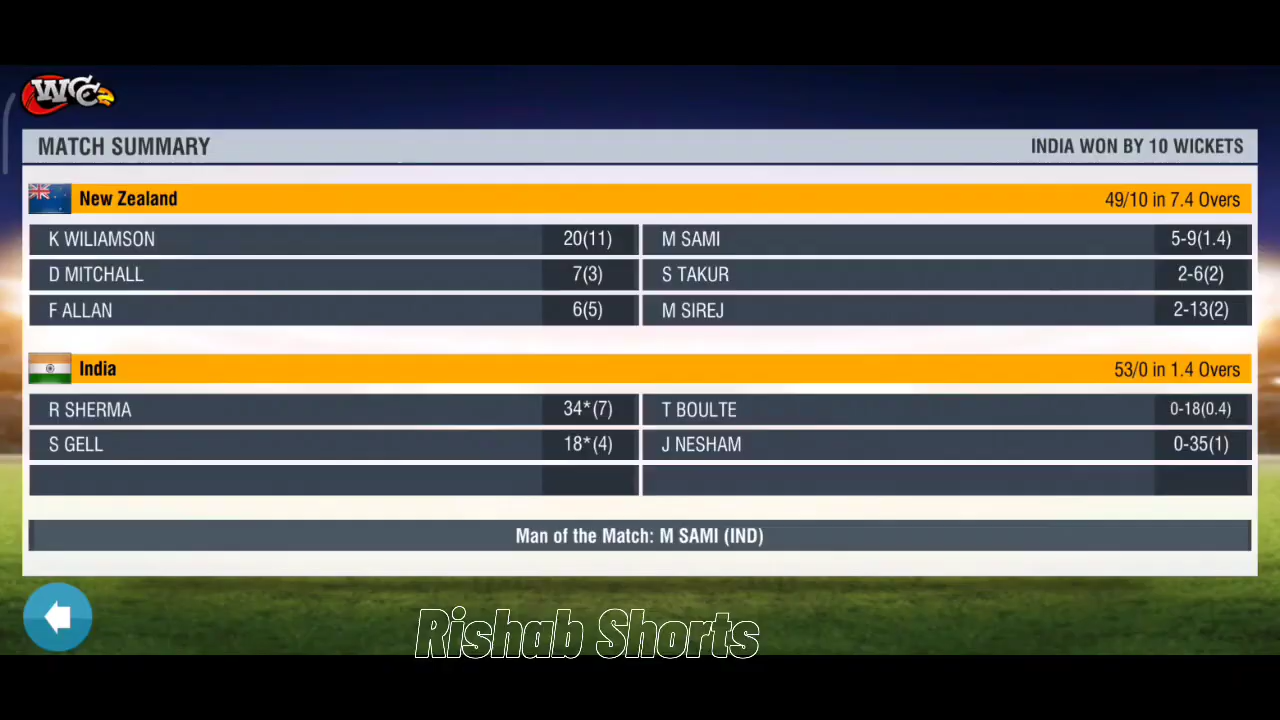 WCC
MATCH SUMMARY INDIA WON BY 10 WICKETS
New Zealand 49/10 in 7.4 Overs
K WILIAMSON 20(11) M SAMI 5-9(1.4)
D MITCHALL 7(3) S TAKUR 2-6(2)
F ALLAN 6(5) M SIREJ 2-13(2)
India 53/0 in 1.4 Overs
R SHERMA 34*(7) T BOULTE 0-18(0.4)
S GELL 18*(4) J NESHAM 0-35(1)
Man of the Match: M SAMI (IND)
Rishab Shorts